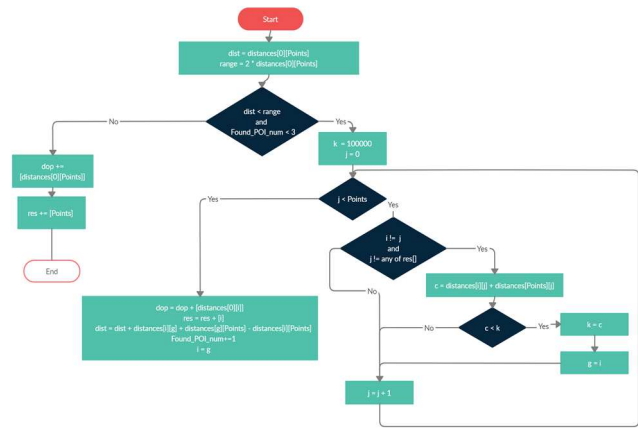 Start
dist = distances[0][Points]
range = 2 * distances[0][Points]
dist < range
and
Found_POI_num < 3
No
Yes
dop +=
[distances[0][Points]]
res += [Points]
End
k = 100000
j = 0
j < Points
Yes
Yes
i != j
and
j != any of res[]
Yes
No
c = distances[i][j] + distances[Points][j]
c < k
No
Yes
k = c
g = i
j = j + 1
dop = dop + [distances[0][i]]
res = res + [i]
dist = dist + distances[i][g] + distances[g][Points] - distances[i][Points]
Found_POI_num+=1
i = g